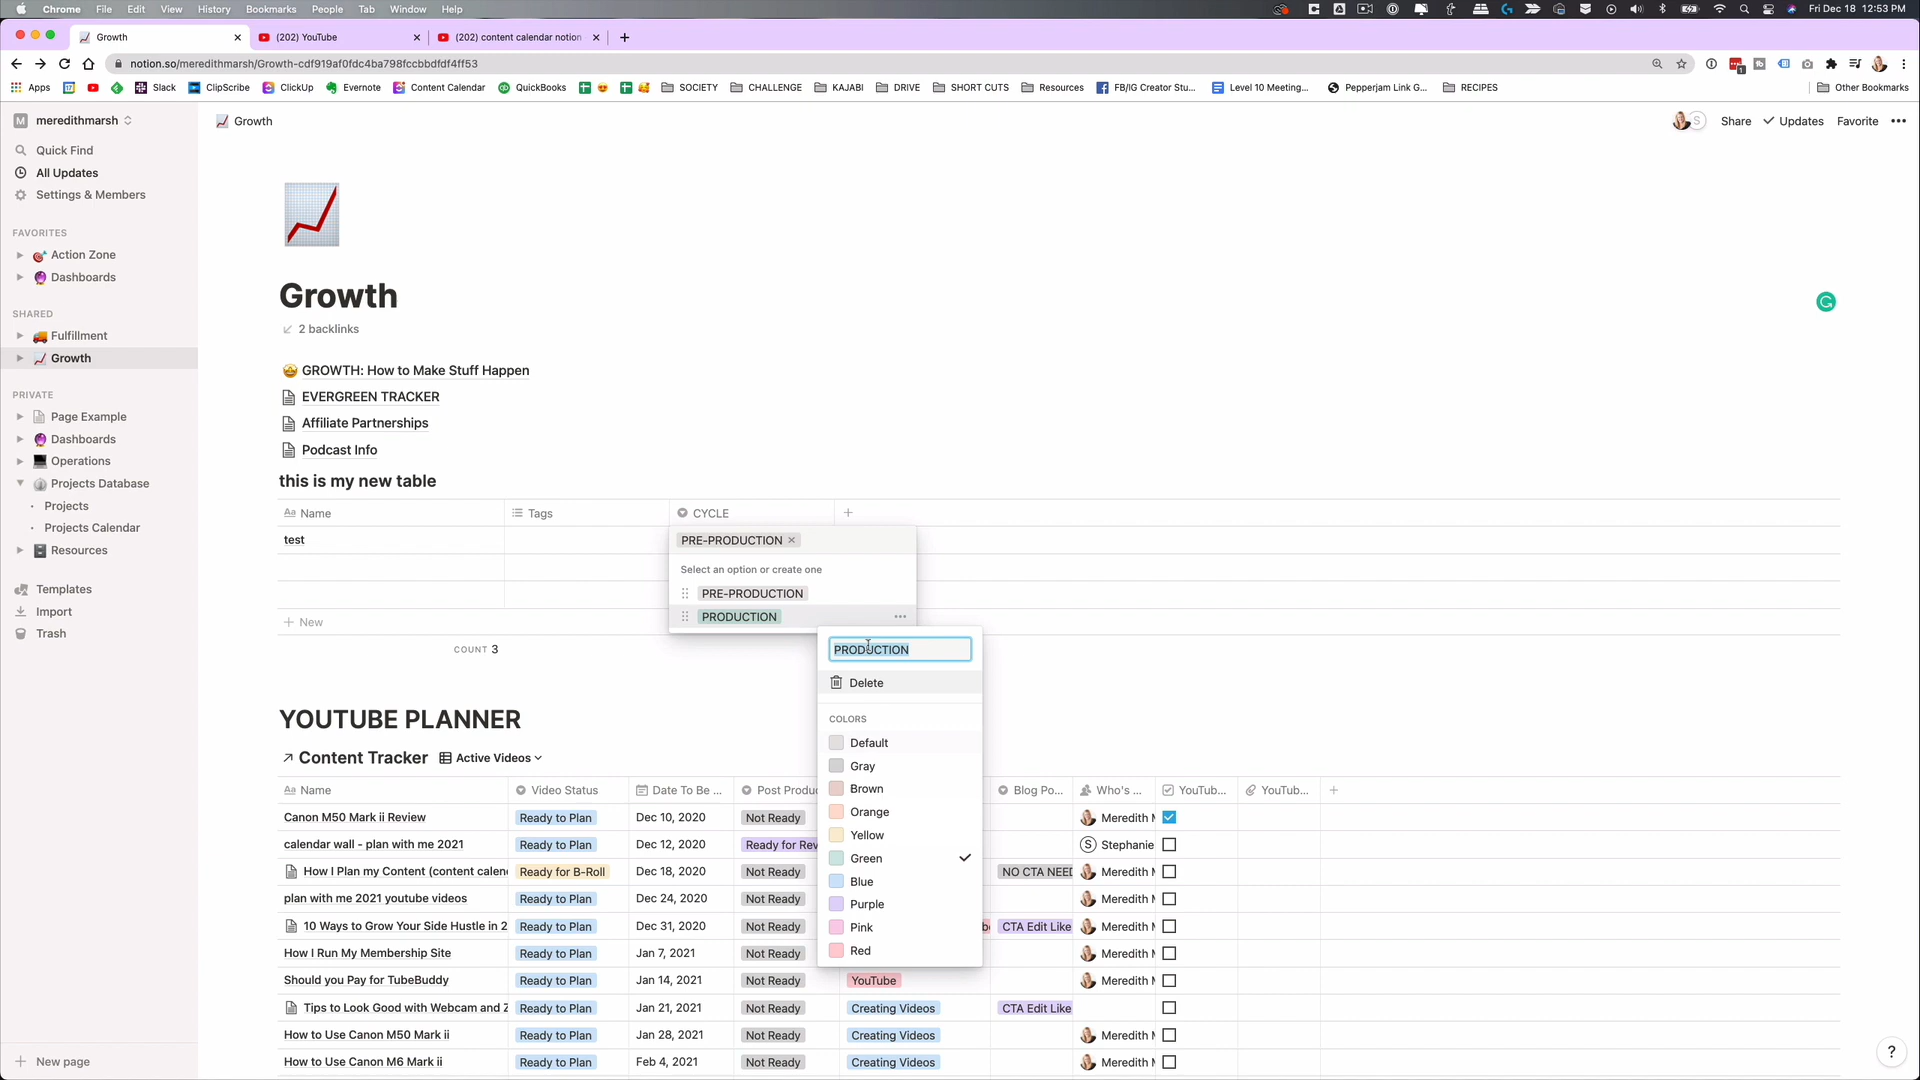 Chrome File Edit View History Bookmarks People Tab Window Help Fri Dec 18 12:53 PM
Growth (202) YouTube (202) content calendar notion
notion.so/meredithmarsh/Growth-cdf919af0fdc4ba798fccbbdfdf4ff53
Apps Slack ClipScribe ClickUp Evernote Content Calendar QuickBooks SOCIETY CHALLENGE KAJABI DRIVE SHORT CUTS Resources FB/IG Creator Stu... Level 10 Meeting... Pepperjam Link G... RECIPES Other Bookmarks
M meredithmarsh
Growth
S Share Updates Favorite
Quick Find
All Updates
Settings & Members
FAVORITES
Action Zone
Dashboards
SHARED
Fulfillment
Growth
PRIVATE
Page Example
Dashboards
Operations
Projects Database
Projects
Projects Calendar
Resources
Templates
Import
Trash
New page
Growth
2 backlinks
GROWTH: How to Make Stuff Happen
EVERGREEN TRACKER
Affiliate Partnerships
Podcast Info
this is my new table
Aa Name Tags CYCLE
test PRE-PRODUCTION
Select an option or create one
PRE-PRODUCTION
PRODUCTION
New
COUNT 3
PRODUCTION
Delete
COLORS
Default
Gray
Brown
Orange
Yellow
Green
Blue
Purple
Pink
Red
YOUTUBE PLANNER
Content Tracker Active Videos
Aa Name Video Status Date To Be ... Post Produc Blog Po... Who's ... YouTub... YouTub...
Canon M50 Mark ii Review Ready to Plan Dec 10, 2020 Not Ready Meredith M
calendar wall - plan with me 2021 Ready to Plan Dec 12, 2020 Ready for Rev S Stephanie
How I Plan my Content (content calen Ready for B-Roll Dec 18, 2020 Not Ready NO CTA NEED Meredith M
plan with me 2021 youtube videos Ready to Plan Dec 24, 2020 Not Ready Meredith M
10 Ways to Grow Your Side Hustle in 2 Ready to Plan Dec 31, 2020 Not Ready CTA Edit Like Meredith M
How I Run My Membership Site Ready to Plan Jan 7, 2021 Not Ready Meredith M
Should you Pay for TubeBuddy Ready to Plan Jan 14, 2021 Not Ready YouTube Meredith M
Tips to Look Good with Webcam and Z Ready to Plan Jan 21, 2021 Not Ready Creating Videos CTA Edit Like
How to Use Canon M50 Mark ii Ready to Plan Jan 28, 2021 Not Ready Creating Videos Meredith M
How to Use Canon M6 Mark ii Ready to Plan Feb 4, 2021 Not Ready Creating Videos Meredith M
?